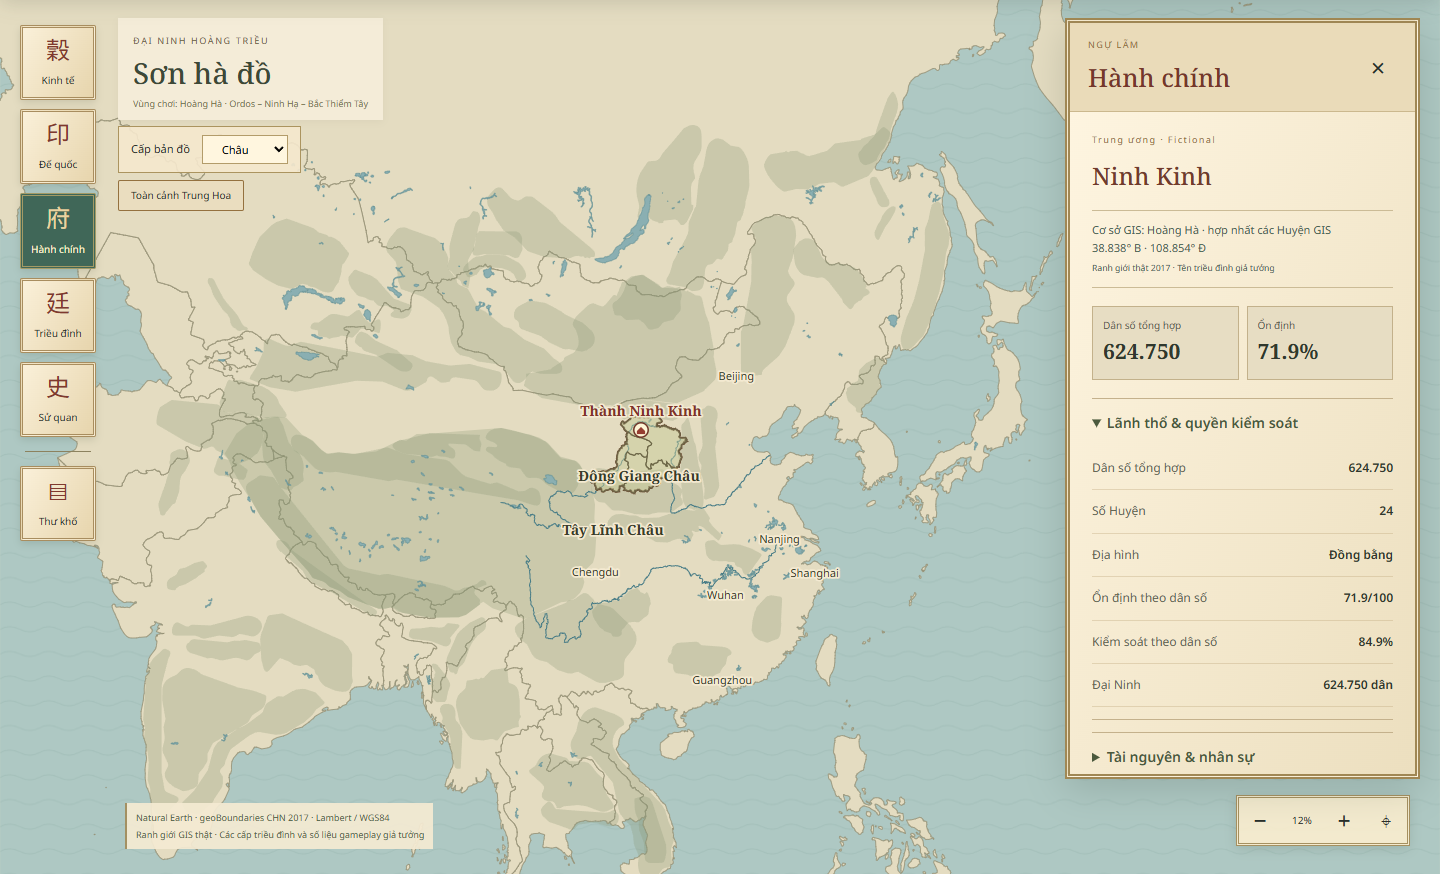 穀
Kinh tế
印
Đế quốc
府
Hành chính
廷
Triều đình
史
Sử quan
目
Thư khố
ĐẠI NINH HOÀNG TRIỀU
Sơn hà đồ
Vùng chơi: Hoàng Hà · Ordos – Ninh Hạ – Bắc Thiểm Tây
Cấp bản đồ
Châu
Toàn cảnh Trung Hoa
Beijing
Thành Ninh Kinh
Đông Giang Châu
Tây Lĩnh Châu
Nanjing
Chengdu
Shanghai
Wuhan
Guangzhou
Natural Earth · geoBoundaries CHN 2017 · Lambert / WGS84
Ranh giới GIS thật · Các cấp triều đình và số liệu gameplay giả tưởng
NGỰ LÃM
Hành chính
✕
Trung ương · Fictional
Ninh Kinh
Cơ sở GIS: Hoàng Hà · hợp nhất các Huyện GIS
38.838° B · 108.854° Đ
Ranh giới thật 2017 · Tên triều đình giả tưởng
Dân số tổng hợp
624.750
Ổn định
71.9%
▼ Lãnh thổ & quyền kiểm soát
Dân số tổng hợp 624.750
Số Huyện 24
Địa hình Đồng bằng
Ổn định theo dân số 71.9/100
Kiểm soát theo dân số 84.9%
Đại Ninh 624.750 dân
▶ Tài nguyên & nhân sự
− 12% + ⌖